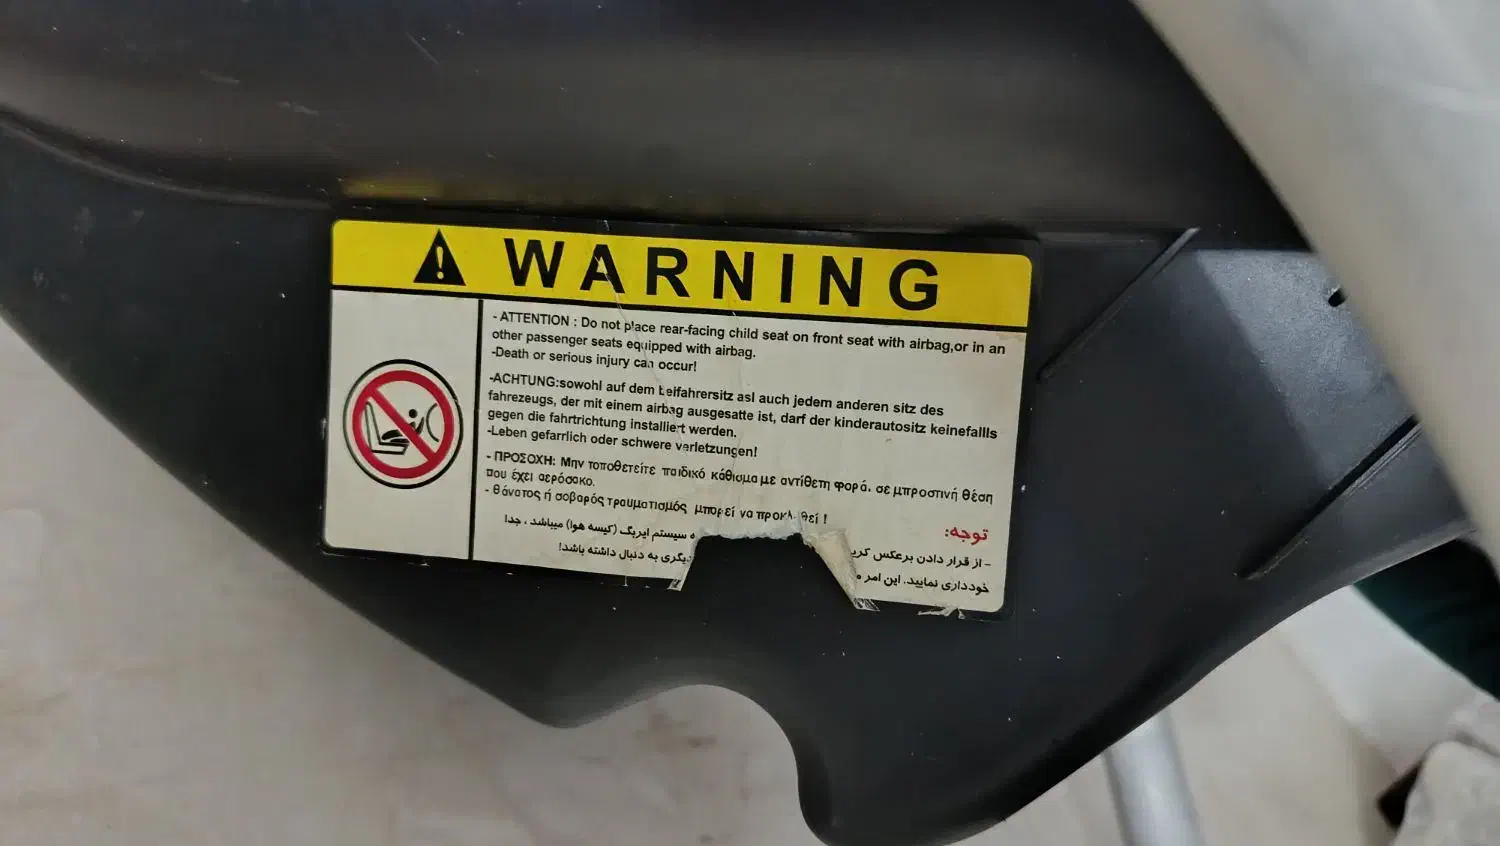 WARNING
- ATTENTION : Do not place rear-facing child seat on front seat with airbag,or in an
other passenger seats equipped with airbag.
-Death or serious injury can occur!
-ACHTUNG:sowohl auf dem beifahrersitz asl auch jedem anderen sitz des
fahrezeugs, der mit einem airbag ausgesatte ist, darf der kinderautositz keinefallls
gegen die fahrtrichtung installiert werden.
-Leben gefarrlich oder schwere verletzungen!
- ΠΡΟΣΟΧΗ: Μην τοποθετείτε παιδικό κάθισμα με αντίθετη φορά. σε μπροστινή θέση
που έχει αερόσακο.
- θάνατος ή σοβαρός τραυματισμός μπορεί να προκληθεί !
توجه:
- از قرار دادن برعکس سیستم ایربگ (کیسه هوا) میباشد ، جدا
خودداری نمایید. این امر دیگری به دنبال داشته باشد!